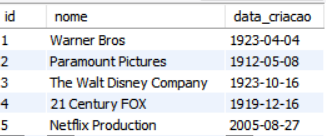 id nome data_criacao
1 Warner Bros 1923-04-04
2 Paramount Pictures 1912-05-08
3 The Walt Disney Company 1923-10-16
4 21 Century FOX 1919-12-16
5 Netflix Production 2005-08-27